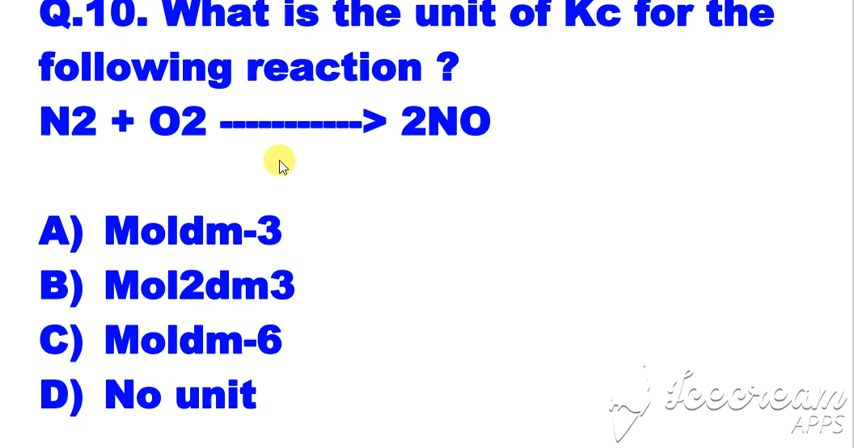 Q.10. What is the unit of Kc for the
following reaction ?
N2 + O2 -----------> 2NO
A) Moldm-3
B) Mol2dm3
C) Moldm-6
D) No unit
Icecream
APPS